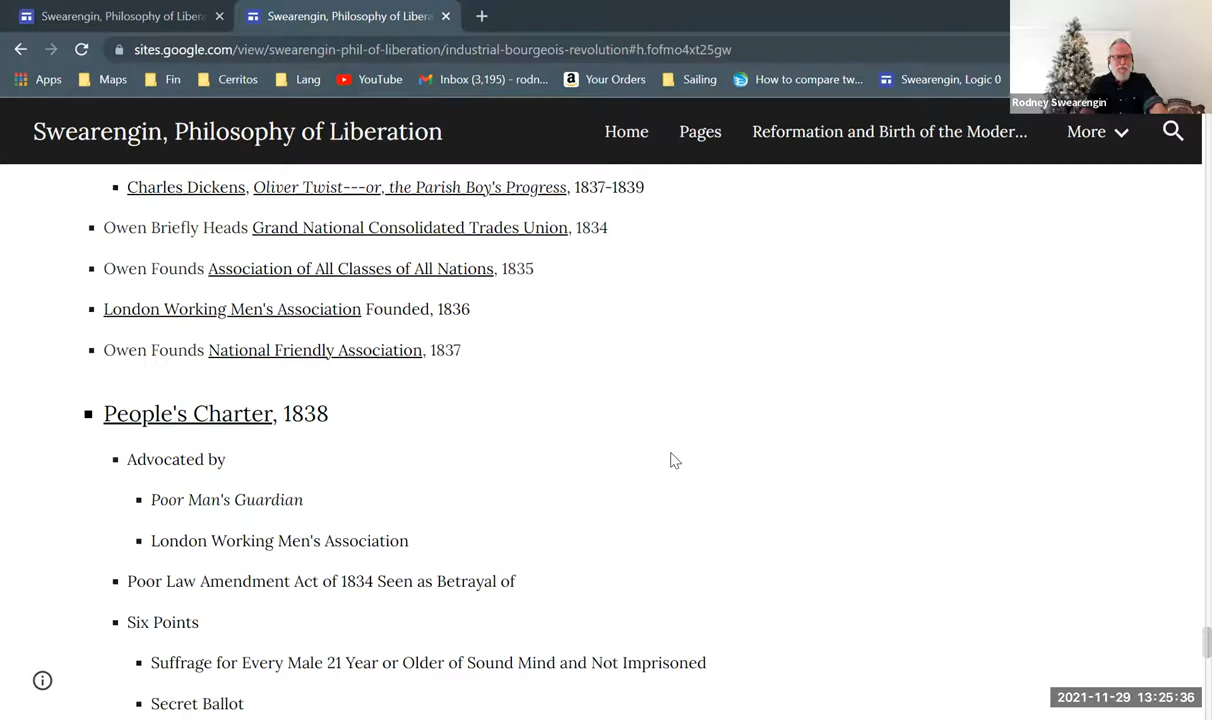 Swearengin, Philosophy of Libera
Swearengin, Philosophy of Libera
sites.google.com/view/swearengin-phil-of-liberation/industrial-bourgeois-revolution#h.fofmo4xt25gw
Apps Maps Fin Cerritos Lang YouTube Inbox (3,195) - rodn... Your Orders Sailing How to compare tw... Swearengin, Logic 0
Rodney Swearengin
Swearengin, Philosophy of Liberation Home Pages Reformation and Birth of the Moder... More
Charles Dickens, Oliver Twist---or, the Parish Boy's Progress, 1837-1839
Owen Briefly Heads Grand National Consolidated Trades Union, 1834
Owen Founds Association of All Classes of All Nations, 1835
London Working Men's Association Founded, 1836
Owen Founds National Friendly Association, 1837
People's Charter, 1838
Advocated by
Poor Man's Guardian
London Working Men's Association
Poor Law Amendment Act of 1834 Seen as Betrayal of
Six Points
Suffrage for Every Male 21 Year or Older of Sound Mind and Not Imprisoned
Secret Ballot
2021-11-29 13:25:36